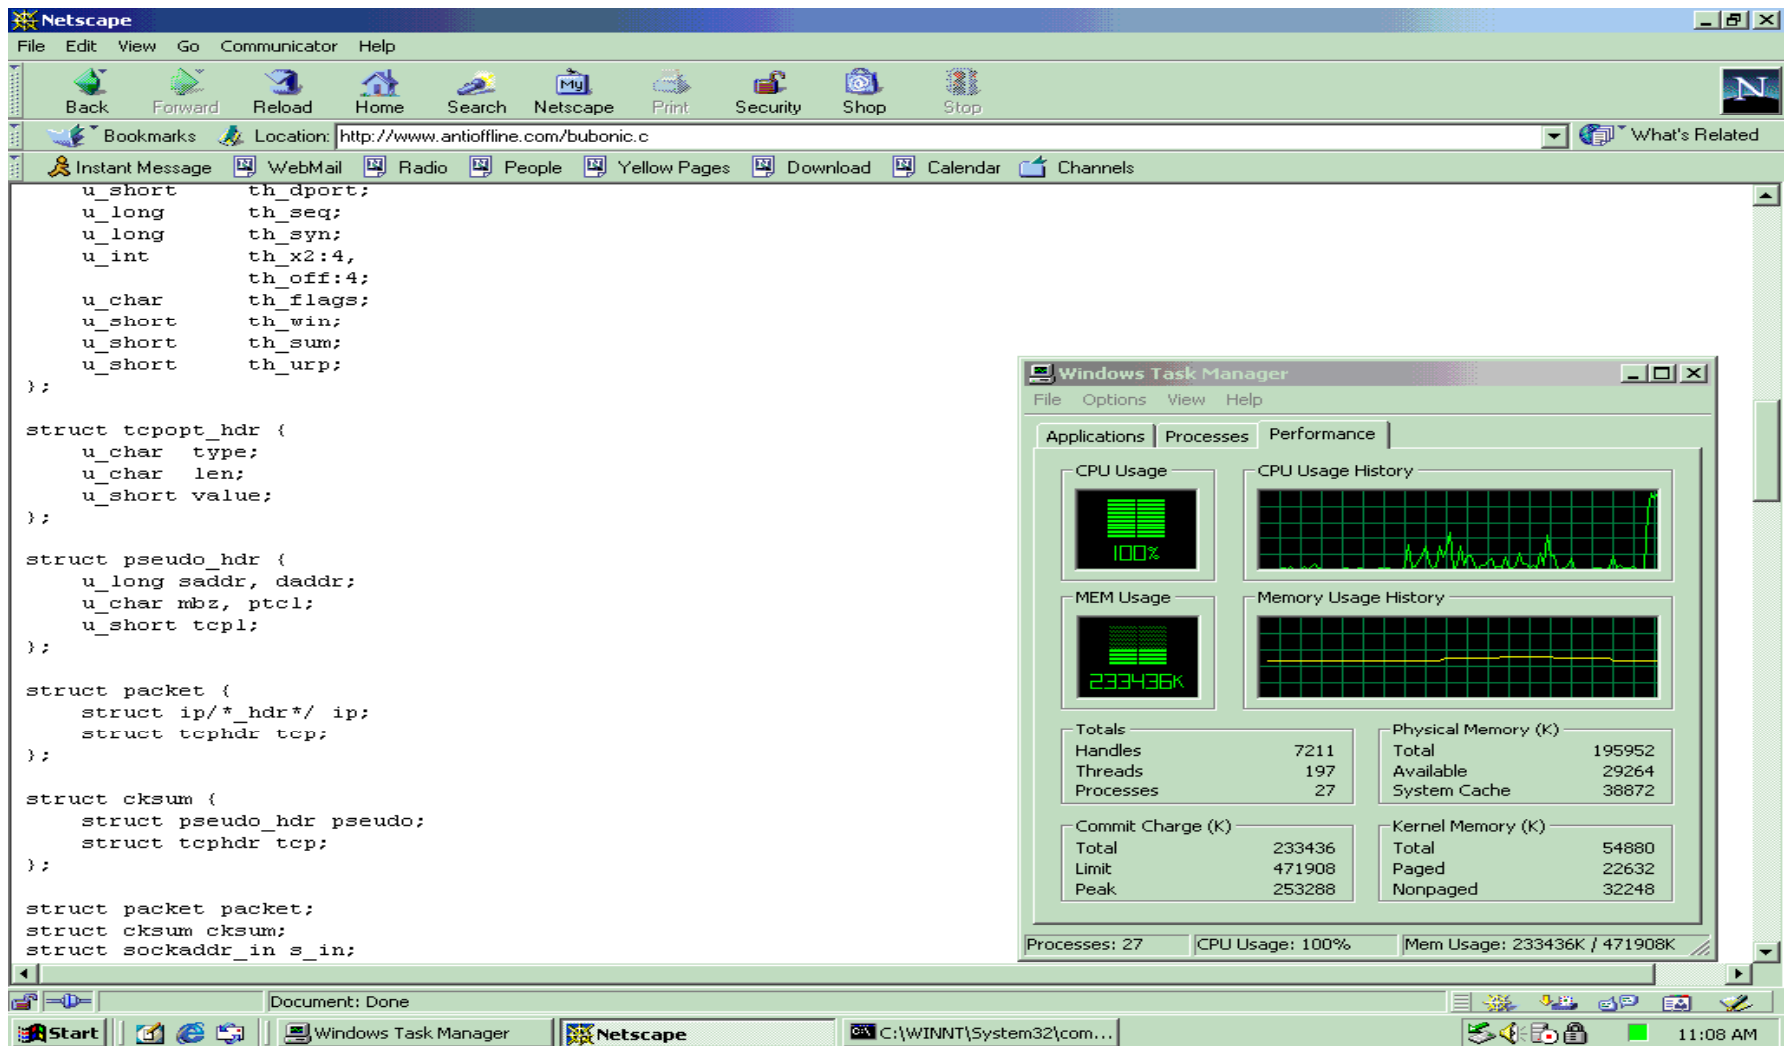 Netscape
File Edit View Go Communicator Help
Back Forward Reload Home Search Netscape Print Security Shop Stop
My
N
Bookmarks Location: http://www.antioffline.com/bubonic.c What's Related
Instant Message WebMail Radio People Yellow Pages Download Calendar Channels
u_short th_dport;
u_long th_seq;
u_long th_syn;
u_int th_x2:4,
th_off:4;
u_char th_flags;
u_short th_win;
u_short th_sum;
u_short th_urp;
};
struct tcpopt_hdr {
u_char type;
u_char len;
u_short value;
};
struct pseudo_hdr {
u_long saddr, daddr;
u_char mbz, ptcl;
u_short tcpl;
};
struct packet {
struct ip/*_hdr*/ ip;
struct tcphdr tcp;
};
struct cksum {
struct pseudo_hdr pseudo;
struct tcphdr tcp;
};
struct packet packet;
struct cksum cksum;
struct sockaddr_in s_in;
Windows Task Manager
File Options View Help
Applications Processes Performance
CPU Usage CPU Usage History
100%
MEM Usage Memory Usage History
233436K
Totals
Handles 7211
Threads 197
Processes 27
Physical Memory (K)
Total 195952
Available 29264
System Cache 38872
Commit Charge (K)
Total 233436
Limit 471908
Peak 253288
Kernel Memory (K)
Total 54880
Paged 22632
Nonpaged 32248
Processes: 27 CPU Usage: 100% Mem Usage: 233436K / 471908K
Document: Done
Start Windows Task Manager Netscape C:\WINNT\System32\com... 11:08 AM